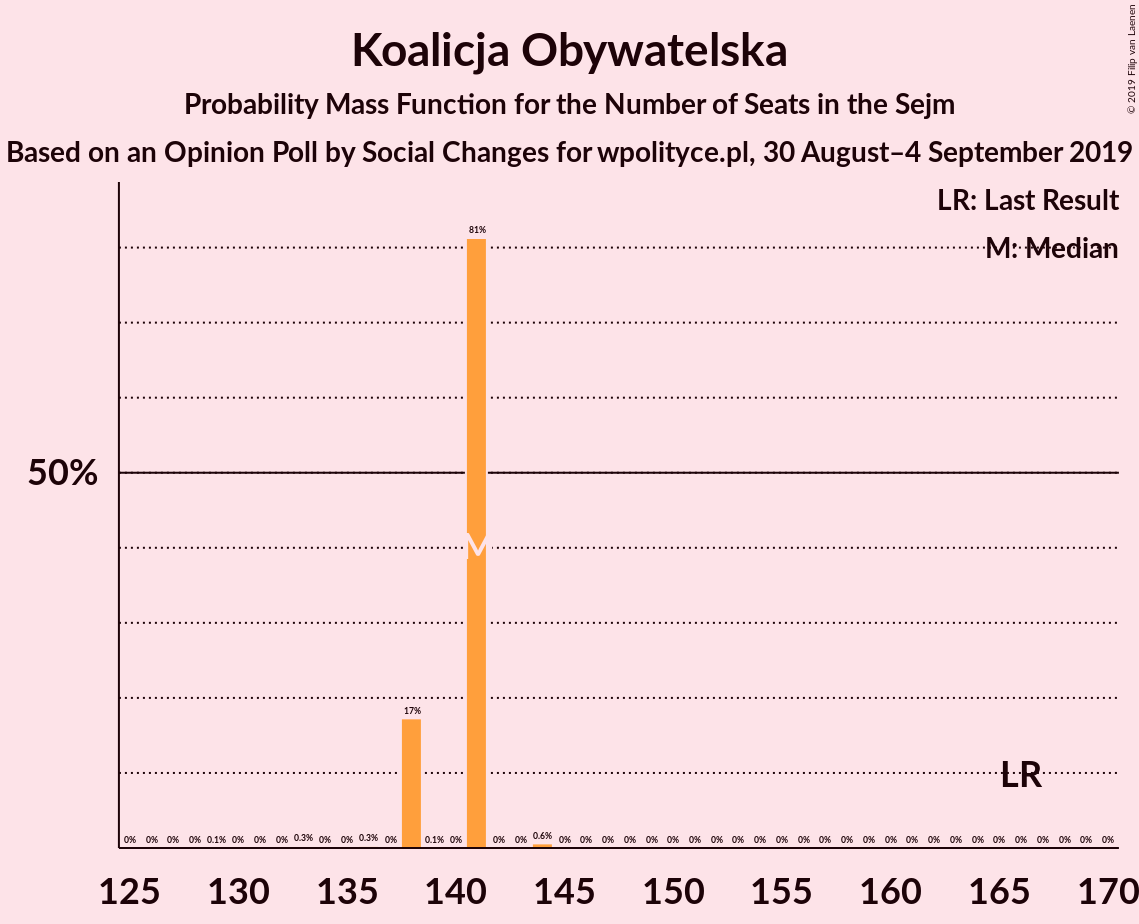 Koalicja Obywatelska
Probability Mass Function for the Number of Seats in the Sejm
Based on an Opinion Poll by Social Changes for wpolityce.pl, 30 August–4 September 2019
© 2019 Filip van Laenen
LR: Last Result
M: Median
81%
50%
M
17%
LR
0% 0% 0% 0% 0.1% 0% 0% 0% 0.3% 0% 0% 0.3% 0% 0.1% 0% 0% 0% 0.6% 0% 0% 0% 0% 0% 0% 0% 0% 0% 0% 0% 0% 0% 0% 0% 0% 0% 0% 0% 0% 0% 0% 0% 0% 0% 0%
125 130 135 140 145 150 155 160 165 170